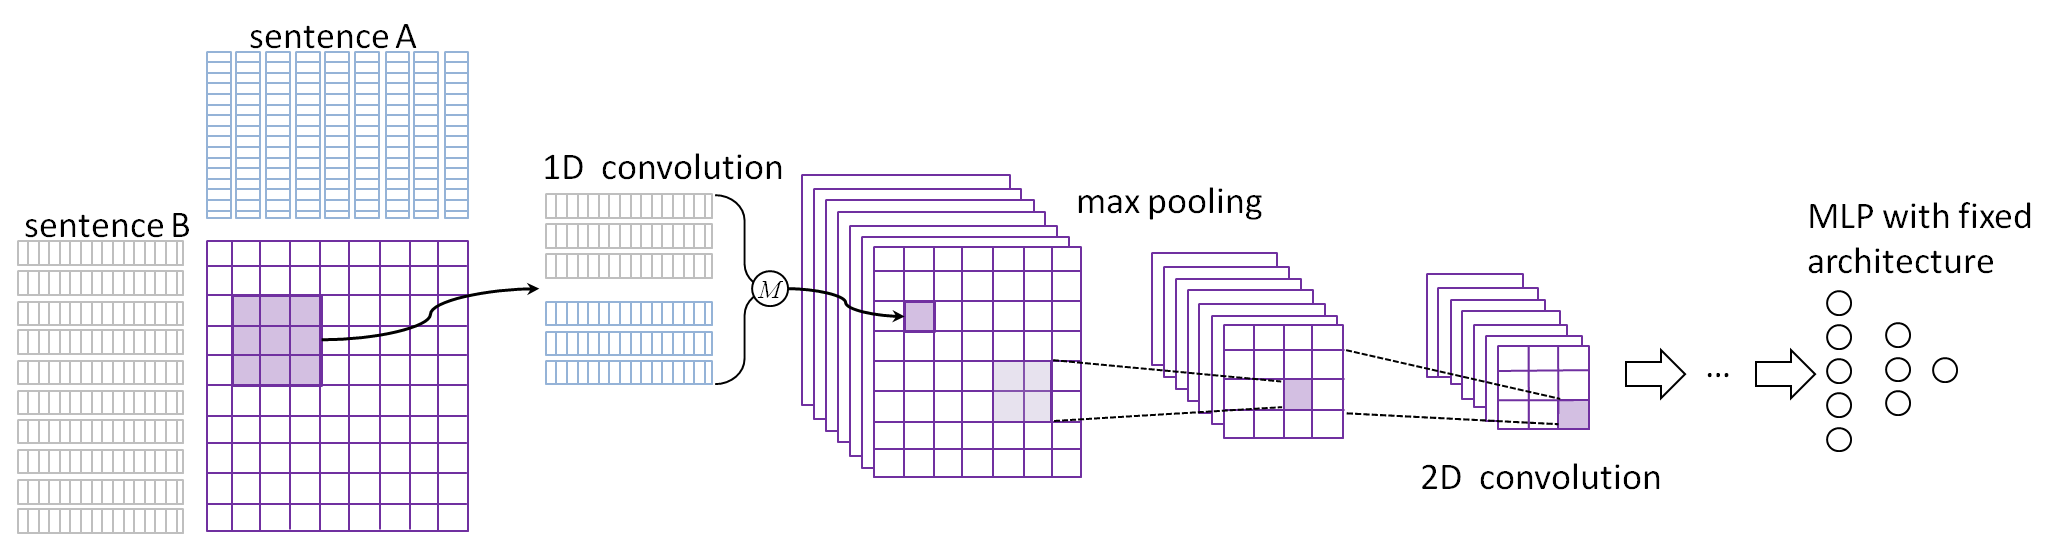 sentence A
sentence B
1D convolution
M
max pooling
2D convolution
...
MLP with fixed
architecture